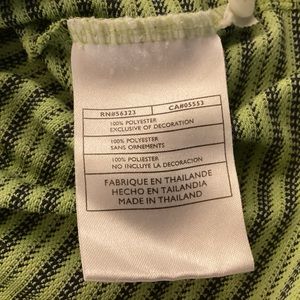 RN#56323 CA#05553
100% POLYESTER
EXCLUSIVE OF DECORATION
100% POLYESTER
SANS ORNEMENTS
100% POLYESTER
NO INCLUYE LA DECORACION
FABRIQUE EN THAILANDE
HECHO EN TAILANDIA
MADE IN THAILAND